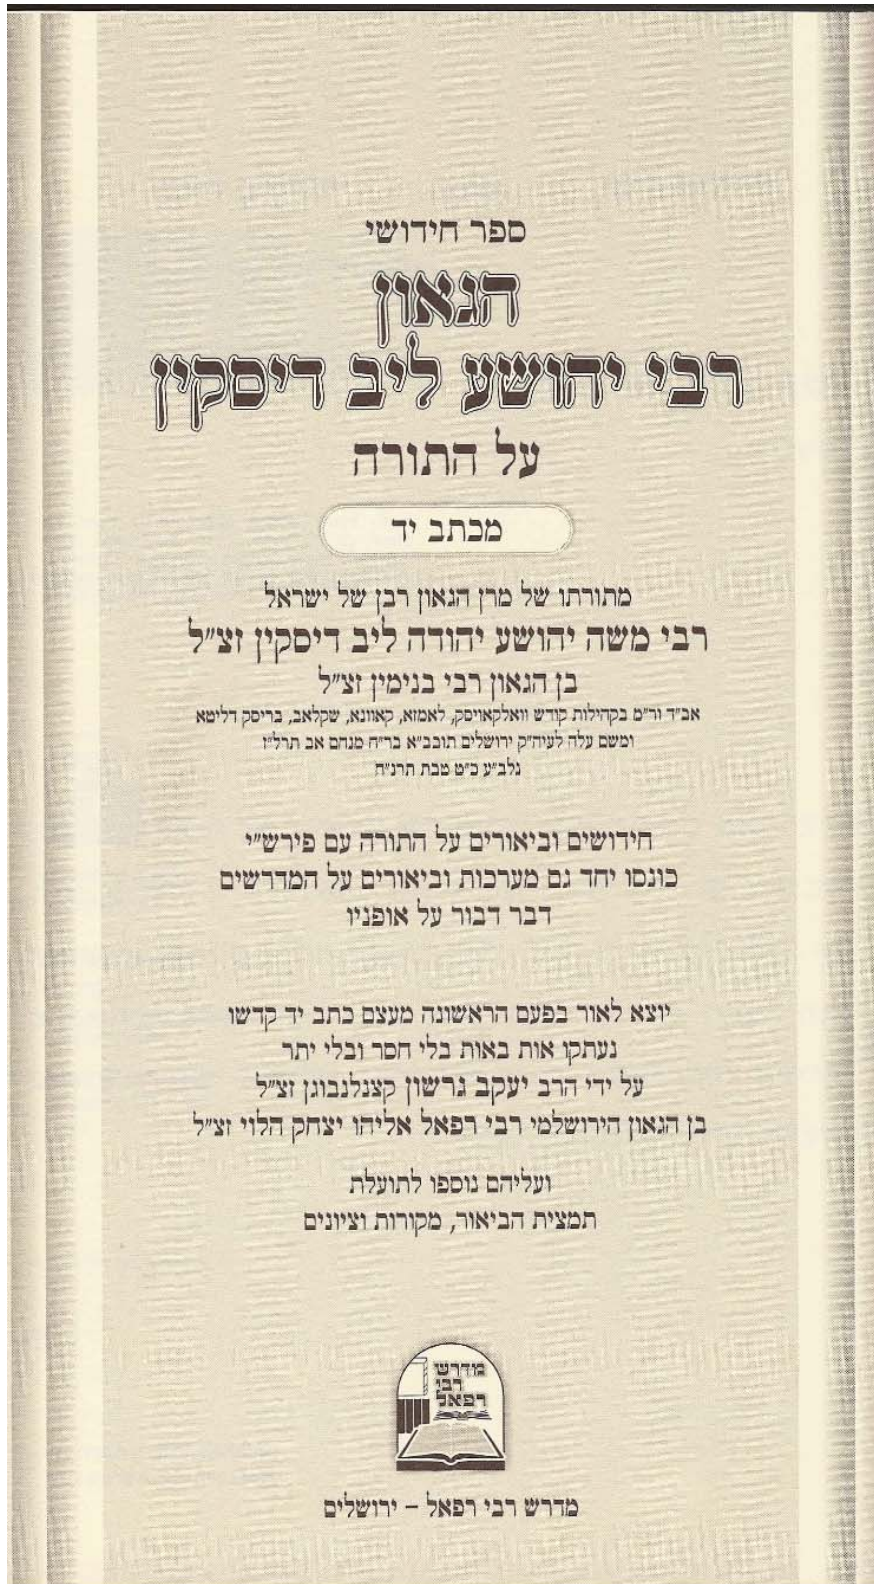 ספר חידושי
הגאון
רבי יהושע ליב דיסקין
על התורה
מכתב יד
מתורתו של מרן הגאון רבן של ישראל
רבי משה יהושע יהודה ליב דיסקין זצ״ל
בן הגאון רבי בנימין זצ״ל
אב״ד ור״מ בקהילות קודש וואלקאוויסק, לאמזא, קאוונא, שקלאב, בריסק דליטא
ומשם עלה לעיה״ק ירושלים תובב״א בר״ח מנחם אב תרל״ז
נלב״ע כ״ט טבת תרנ״ח
חידושים וביאורים על התורה עם פירש״י
כונסו יחד גם מערכות וביאורים על המדרשים
דבר דבור על אופניו
יוצא לאור בפעם הראשונה מעצם כתב יד קדשו
נעתקו אות באות בלי חסר ובלי יתר
על ידי הרב יעקב גרשון קצנלנבוגן זצ״ל
בן הגאון הירושלמי רבי רפאל אליהו יצחק הלוי זצ״ל
ועליהם נוספו לתועלת
תמצית הביאור, מקורות וציונים
מדרש
רבי
רפאל
מדרש רבי רפאל – ירושלים